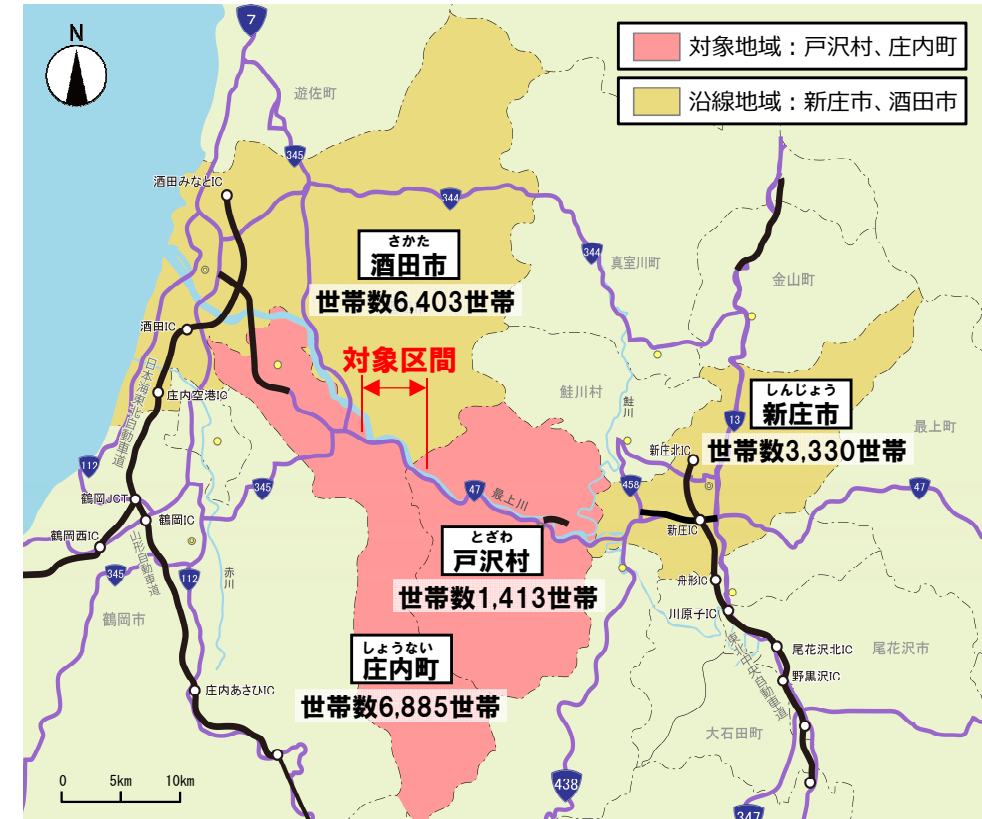 N
7
対象地域：戸沢村、庄内町
沿線地域：新庄市、酒田市
遊佐町
345
酒田みなとIC
344
344
真室川町
金山町
さかた
酒田市
世帯数6,403世帯
酒田IC
対象区間
日本海東北自動車道
庄内空港IC
鮭川村
鮭川
しんじょう
新庄市
世帯数3,330世帯
13
最上町
新庄北IC
112
345
47
最上川
458
47
鶴岡JCT
鶴岡IC
鶴岡西IC
新庄IC
とざわ
戸沢村
世帯数1,413世帯
山形自動車道
345
112
赤川
舟形IC
川原子IC
鶴岡市
しょうない
庄内町
世帯数6,885世帯
尾花沢北IC
尾花沢市
野黒沢IC
東北中央自動車道
庄内あさひIC
大石田町
0 5km 10km
438
347